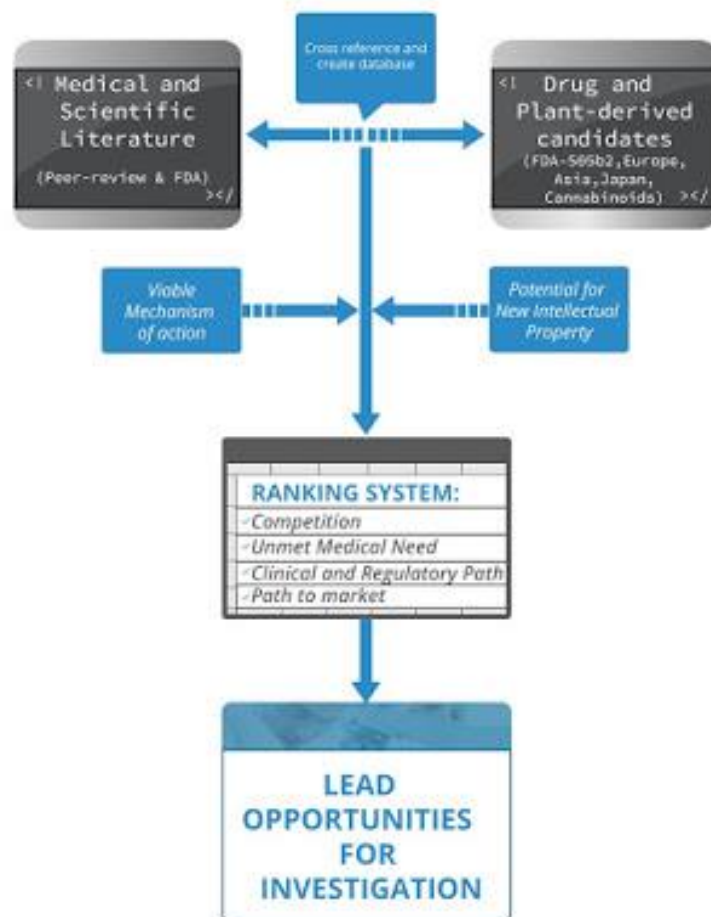 Cross reference and
create database
<! Medical and
Scientific
Literature
(Peer-review & FDA)
></
<! Drug and
Plant-derived
candidates
(FDA-505b2,Europe,
Asia,Japan,
Cannabinoids) ></
Viable
Mechanism
of action
Potential for
New Intellectual
Property
RANKING SYSTEM:
✓Competition
✓Unmet Medical Need
✓Clinical and Regulatory Path
✓Path to market
LEAD
OPPORTUNITIES
FOR
INVESTIGATION